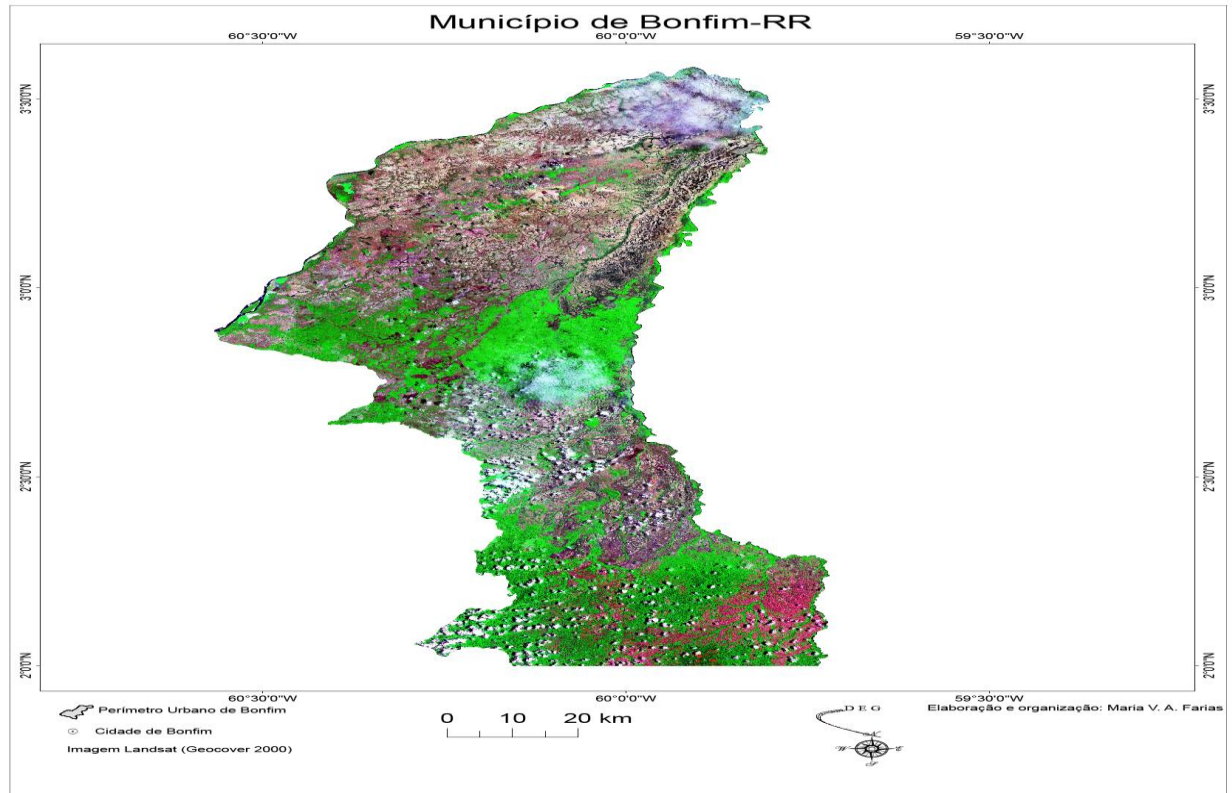 Município de Bonfim-RR
60°30'0"W 60°0'0"W 59°30'0"W
3°30'0"N 3°30'0"N
3°0'0"N 3°0'0"N
2°30'0"N 2°30'0"N
2°0'0"N 2°0'0"N
60°30'0"W 60°0'0"W 59°30'0"W
Perímetro Urbano de Bonfim
Cidade de Bonfim
Imagem Landsat (Geocover 2000)
0 10 20 km
DEG
N
W E
S
Elaboração e organização: Maria V. A. Farias